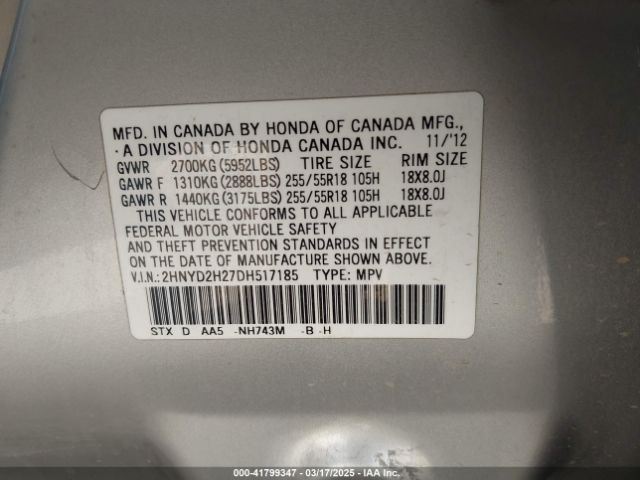 MFD. IN CANADA BY HONDA OF CANADA MFG.,
· A DIVISION OF HONDA CANADA INC. 11/'12
GVWR 2700KG (5952LBS) TIRE SIZE RIM SIZE
GAWR F 1310KG (2888LBS) 255/55R18 105H 18X8.0J
GAWR R 1440KG (3175LBS) 255/55R18 105H 18X8.0J
THIS VEHICLE CONFORMS TO ALL APPLICABLE
FEDERAL MOTOR VEHICLE SAFETY
AND THEFT PREVENTION STANDARDS IN EFFECT
ON THE DATE OF MANUFACTURE SHOWN ABOVE.
V.I.N.: 2HNYD2H27DH517185 TYPE: MPV
STX D AA5 -NH743M -B -H
000-41799347 - 03/17/2025 - IAA Inc.